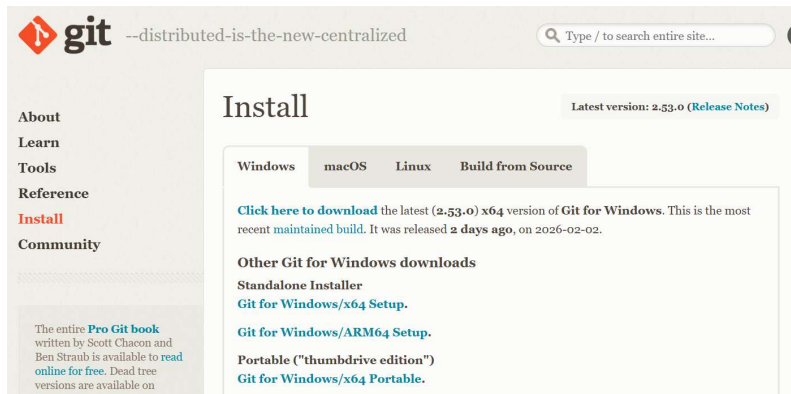 git --distributed-is-the-new-centralized
Type / to search entire site...
About
Learn
Tools
Reference
Install
Community
The entire Pro Git book
written by Scott Chacon and
Ben Straub is available to read
online for free. Dead tree
versions are available on
Install
Latest version: 2.53.0 (Release Notes)
Windows macOS Linux Build from Source
Click here to download the latest (2.53.0) x64 version of Git for Windows. This is the most
recent maintained build. It was released 2 days ago, on 2026-02-02.
Other Git for Windows downloads
Standalone Installer
Git for Windows/x64 Setup.
Git for Windows/ARM64 Setup.
Portable ("thumbdrive edition")
Git for Windows/x64 Portable.